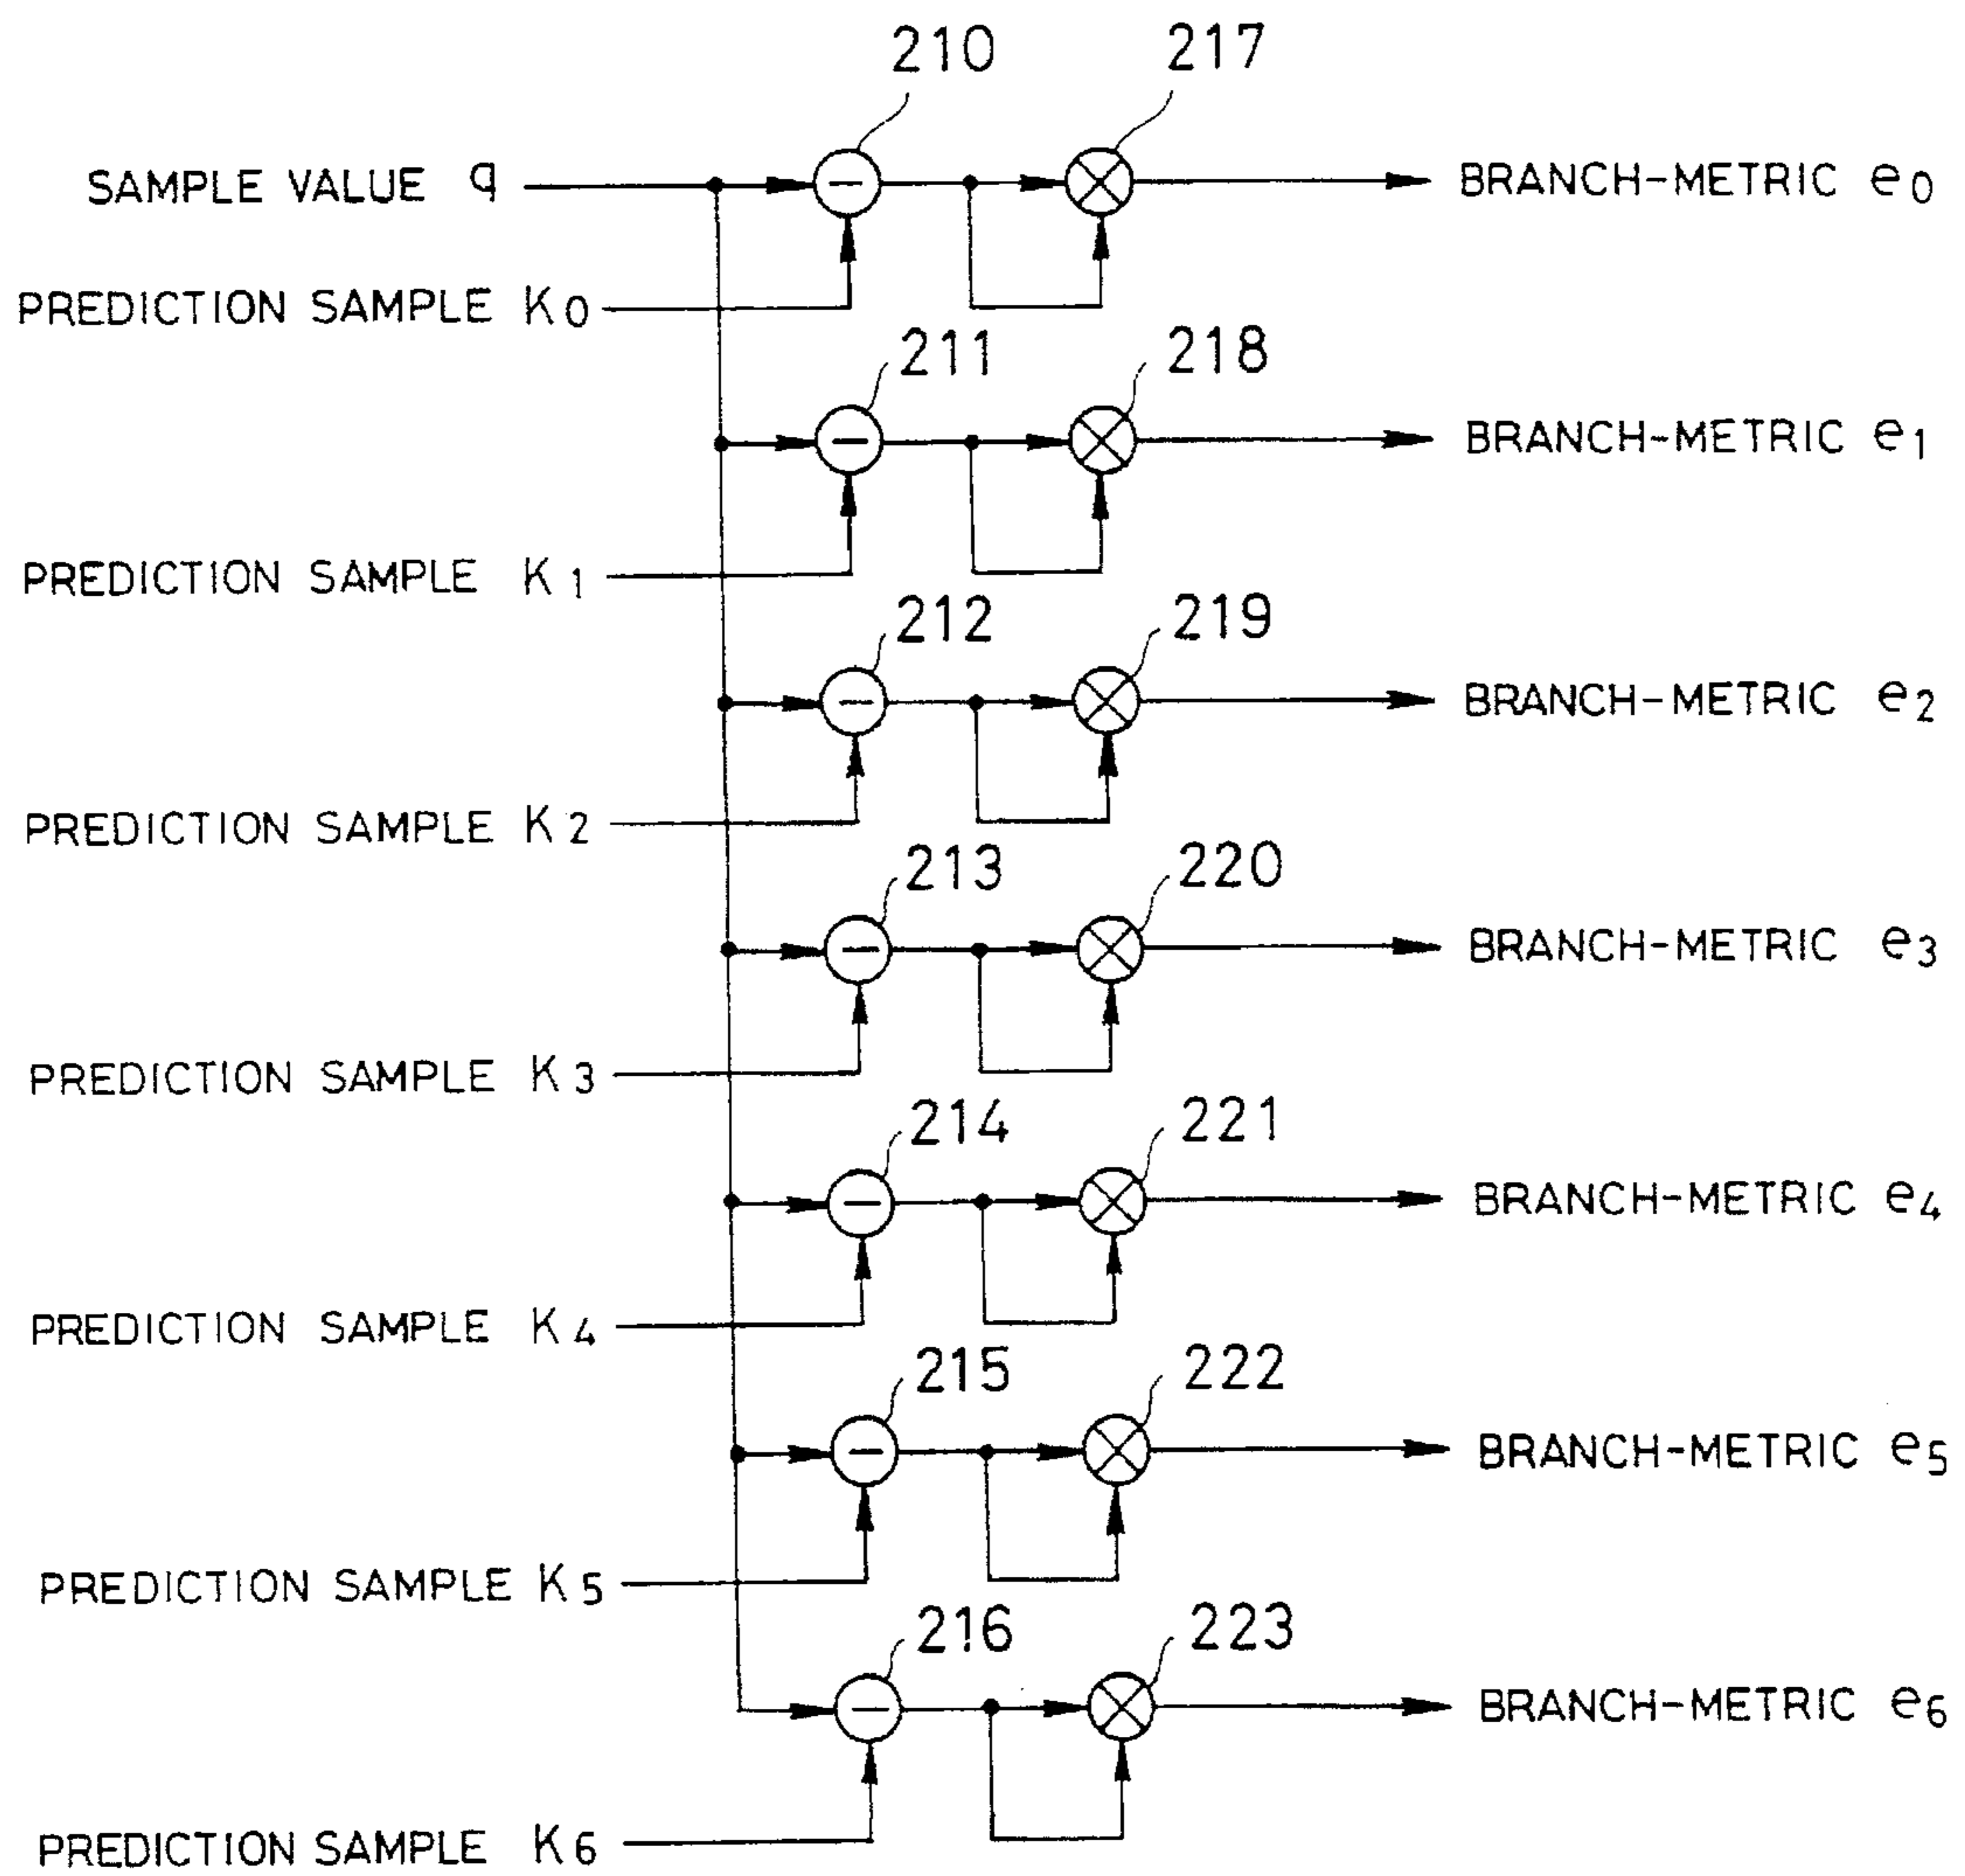 210 217
SAMPLE VALUE q BRANCH-METRIC e0
PREDICTION SAMPLE K0
211 218
BRANCH-METRIC e1
PREDICTION SAMPLE K1
212 219
BRANCH-METRIC e2
PREDICTION SAMPLE K2
213 220
BRANCH-METRIC e3
PREDICTION SAMPLE K3
214 221
BRANCH-METRIC e4
PREDICTION SAMPLE K4
215 222
BRANCH-METRIC e5
PREDICTION SAMPLE K5
216 223
BRANCH-METRIC e6
PREDICTION SAMPLE K6